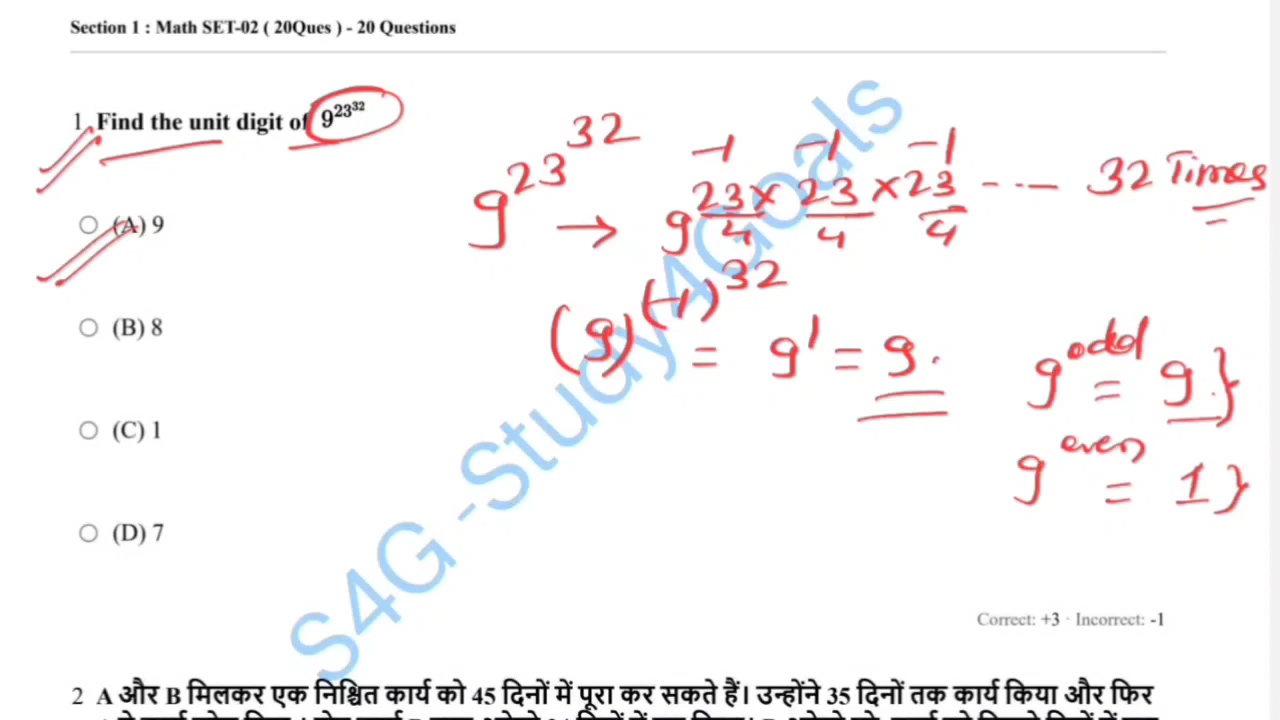 Section 1 : Math SET-02 ( 20Ques ) - 20 Questions
1. Find the unit digit of 9^23^32
9^23^32 → 9^23/4 × 23/4 × 23/4 ---- 32 Times
-1 -1 -1
(A) 9
(9)^(-1)^32 = 9^1 = 9.
(B) 8
9^odd = 9.}
(C) 1
9^even = 1}
(D) 7
S4G -Study4Goals
Correct: +3 · Incorrect: -1
2 A और B मिलकर एक निश्चित कार्य को 45 दिनों में पूरा कर सकते हैं। उन्होंने 35 दिनों तक कार्य किया और फिर